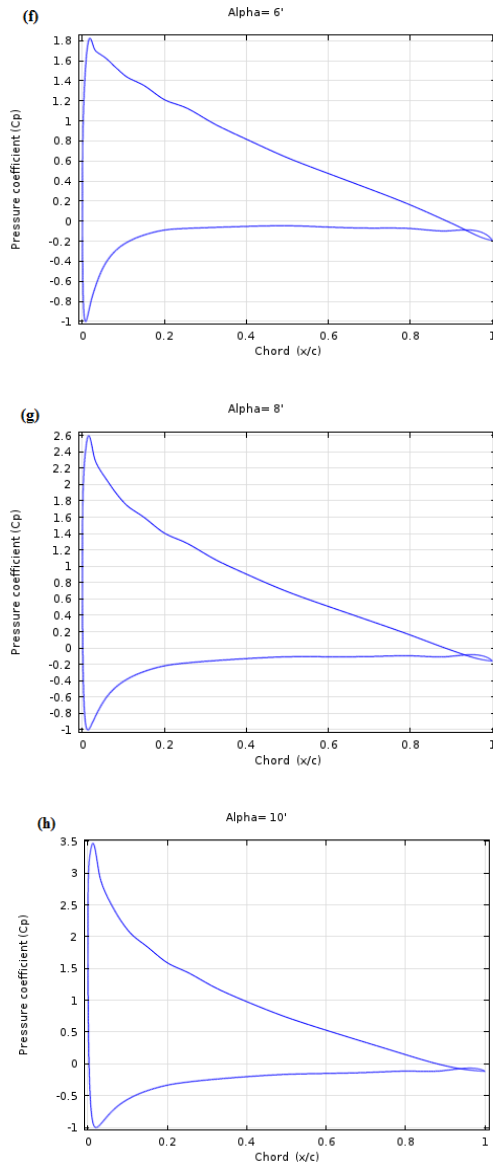 (f)
Alpha= 6'
Pressure coefficient (Cp)
1.8
1.6
1.4
1.2
1
0.8
0.6
0.4
0.2
0
-0.2
-0.4
-0.6
-0.8
-1
0 0.2 0.4 0.6 0.8 1
Chord (x/c)
(g)
Alpha= 8'
Pressure coefficient (Cp)
2.6
2.4
2.2
2
1.8
1.6
1.4
1.2
1
0.8
0.6
0.4
0.2
0
-0.2
-0.4
-0.6
-0.8
-1
0 0.2 0.4 0.6 0.8 1
Chord (x/c)
(h)
Alpha= 10'
Pressure coefficient (Cp)
3.5
3
2.5
2
1.5
1
0.5
0
-0.5
-1
0 0.2 0.4 0.6 0.8 1
Chord (x/c)